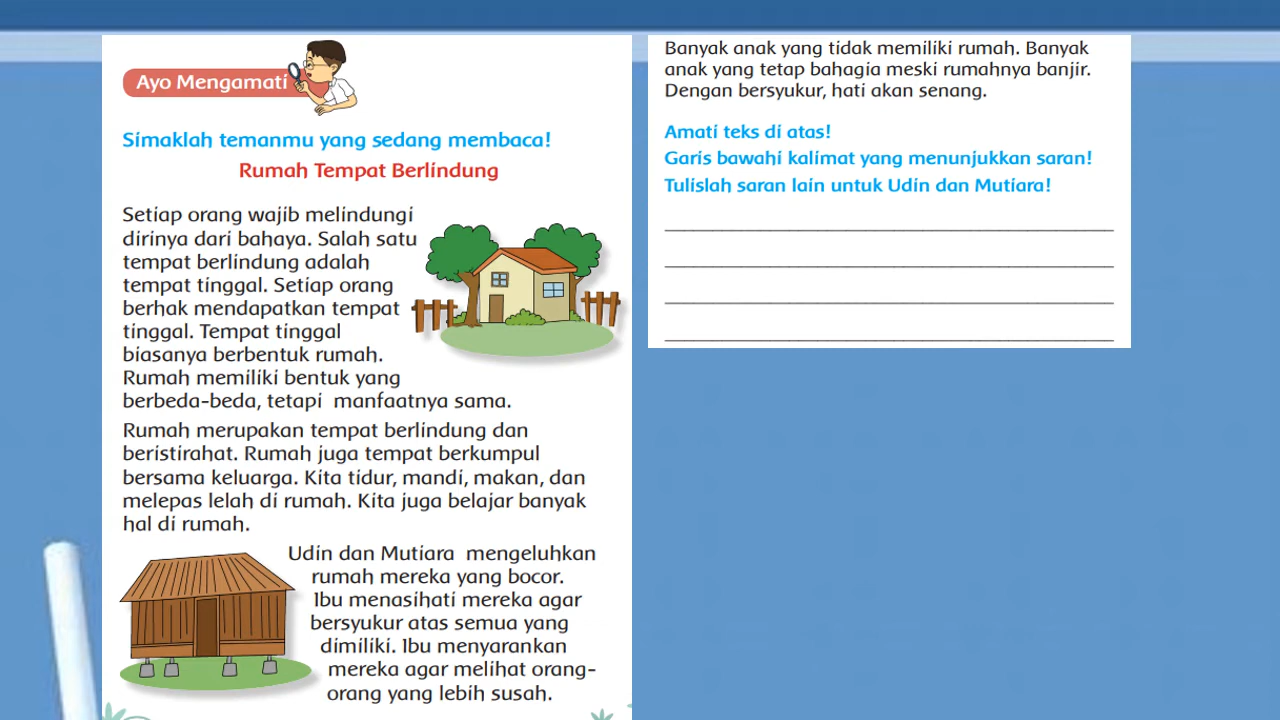 Ayo Mengamati
Simaklah temanmu yang sedang membaca!
Rumah Tempat Berlindung
Setiap orang wajib melindungi
dirinya dari bahaya. Salah satu
tempat berlindung adalah
tempat tinggal. Setiap orang
berhak mendapatkan tempat
tinggal. Tempat tinggal
biasanya berbentuk rumah.
Rumah memiliki bentuk yang
berbeda-beda, tetapi manfaatnya sama.
Rumah merupakan tempat berlindung dan
beristirahat. Rumah juga tempat berkumpul
bersama keluarga. Kita tidur, mandi, makan, dan
melepas lelah di rumah. Kita juga belajar banyak
hal di rumah.
Udin dan Mutiara mengeluhkan
rumah mereka yang bocor.
Ibu menasihati mereka agar
bersyukur atas semua yang
dimiliki. Ibu menyarankan
mereka agar melihat orang-
orang yang lebih susah.
Banyak anak yang tidak memiliki rumah. Banyak
anak yang tetap bahagia meski rumahnya banjir.
Dengan bersyukur, hati akan senang.
Amati teks di atas!
Garis bawahi kalimat yang menunjukkan saran!
Tulislah saran lain untuk Udin dan Mutiara!